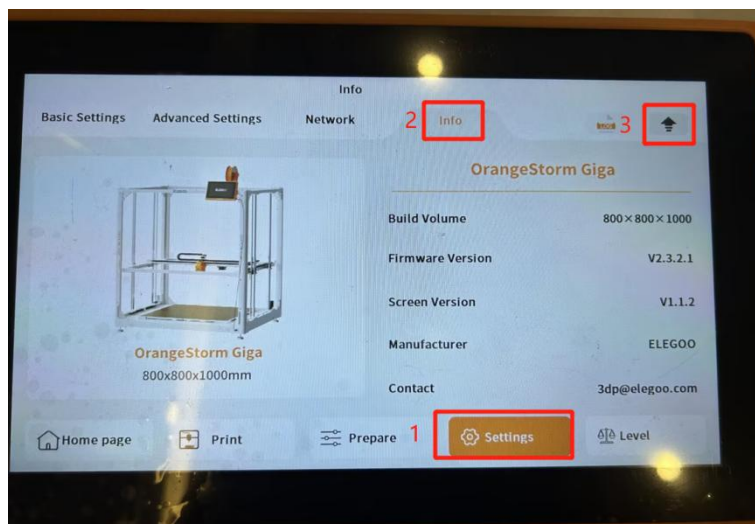 Info
Basic Settings Advanced Settings Network 2 Info LOG 3
OrangeStorm Giga
Build Volume 800×800×1000
Firmware Version V2.3.2.1
Screen Version V1.1.2
Manufacturer ELEGOO
Contact 3dp@elegoo.com
OrangeStorm Giga
800x800x1000mm
Home page Print Prepare 1 Settings Level